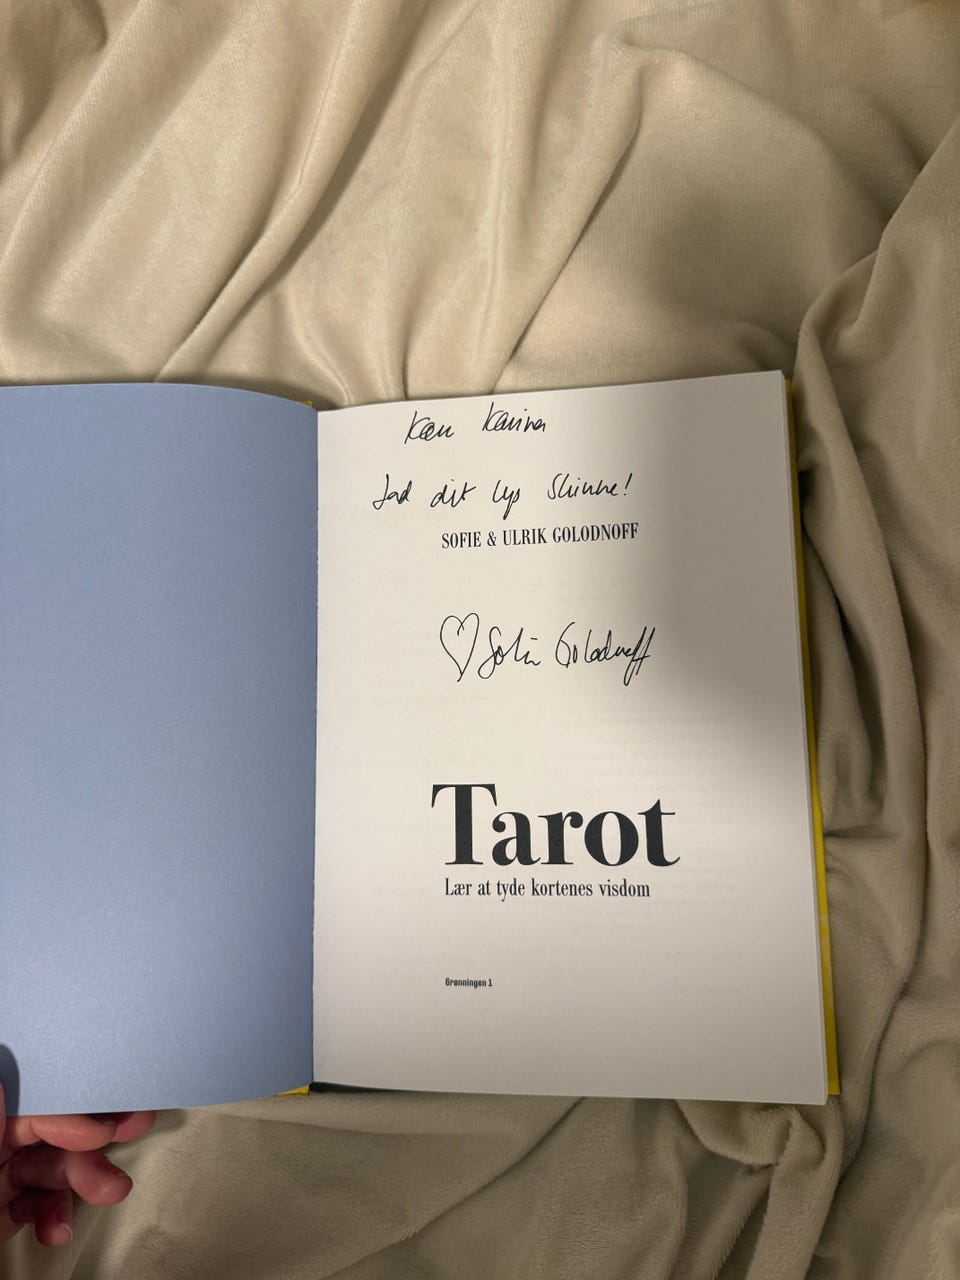 Kære Karina
Lad dit lys Skinne!
SOFIE & ULRIK GOLODNOFF
♡ Sofie Golodnoff
Tarot
Lær at tyde kortenes visdom
Grønningen 1